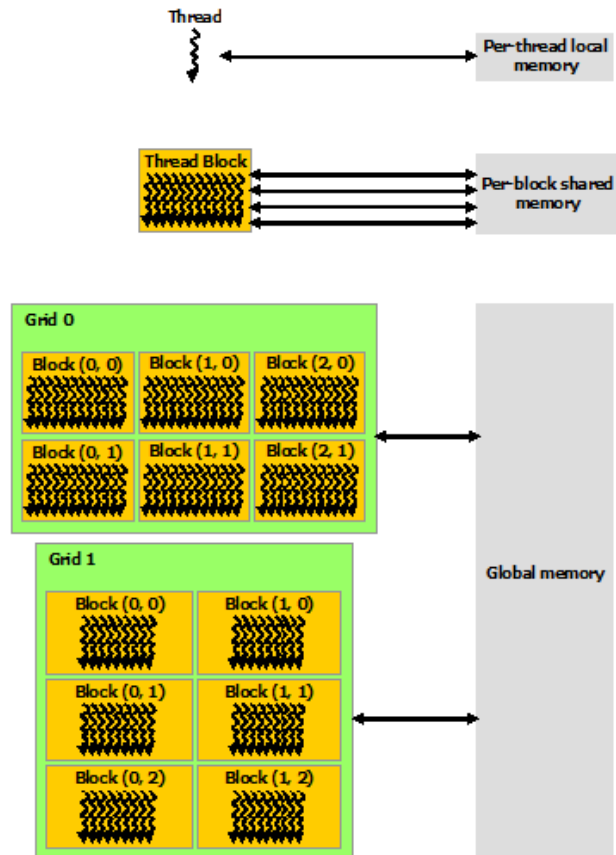 Thread
Per-thread local
memory
Thread Block
Per-block shared
memory
Grid 0
Block (0, 0)
Block (1, 0)
Block (2, 0)
Block (0, 1)
Block (1, 1)
Block (2, 1)
Global memory
Grid 1
Block (0, 0)
Block (1, 0)
Block (0, 1)
Block (1, 1)
Block (0, 2)
Block (1, 2)